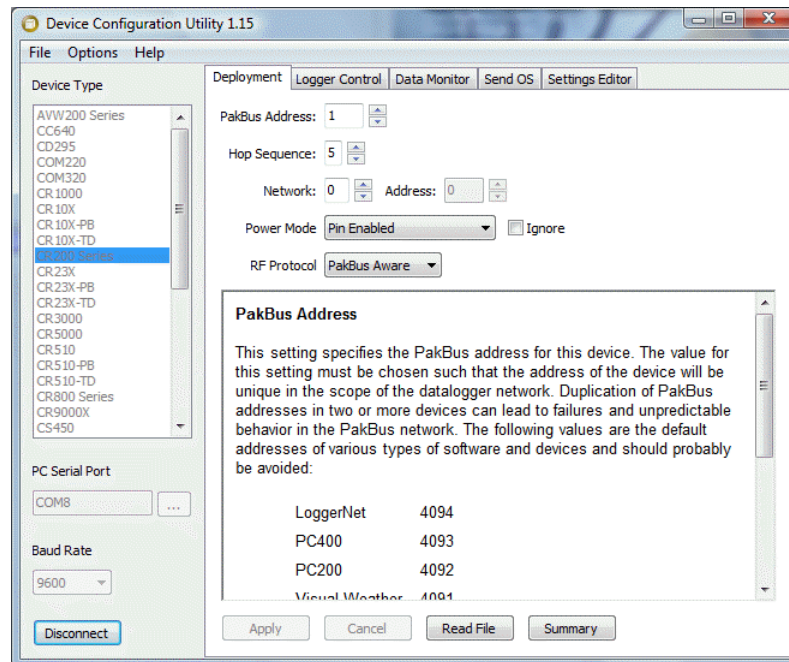 Device Configuration Utility 1.15
File Options Help
Device Type
AVW200 Series
CC640
CD295
COM220
COM320
CR1000
CR10X
CR10X-PB
CR10X-TD
CR200 Series
CR23X
CR23X-PB
CR23X-TD
CR3000
CR5000
CR510
CR510-PB
CR510-TD
CR800 Series
CR9000X
CS450
PC Serial Port
COM8
...
Baud Rate
9600
Disconnect
Deployment Logger Control Data Monitor Send OS Settings Editor
PakBus Address: 1
Hop Sequence: 5
Network: 0 Address: 0
Power Mode Pin Enabled Ignore
RF Protocol PakBus Aware
PakBus Address
This setting specifies the PakBus address for this device. The value for
this setting must be chosen such that the address of the device will be
unique in the scope of the datalogger network. Duplication of PakBus
addresses in two or more devices can lead to failures and unpredictable
behavior in the PakBus network. The following values are the default
addresses of various types of software and devices and should probably
be avoided:
LoggerNet 4094
PC400 4093
PC200 4092
Visual Weather 4091
Apply Cancel Read File Summary